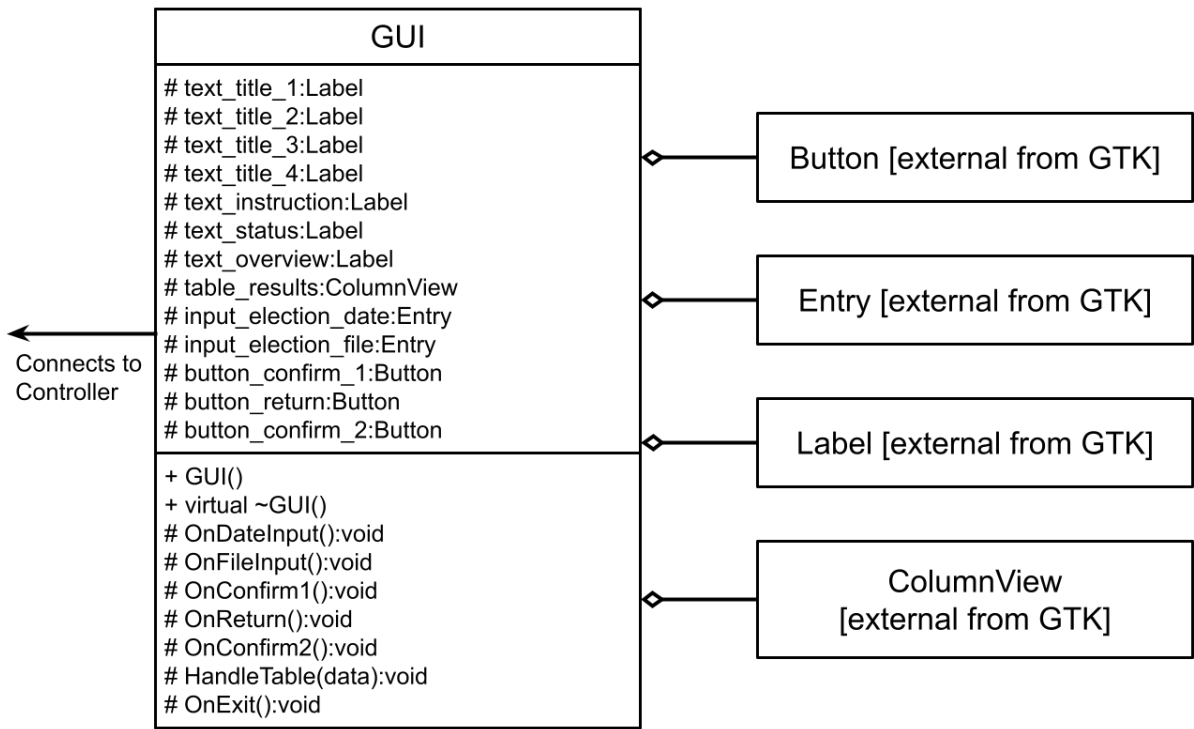 GUI
# text_title_1:Label
# text_title_2:Label
# text_title_3:Label
# text_title_4:Label
# text_instruction:Label
# text_status:Label
# text_overview:Label
# table_results:ColumnView
# input_election_date:Entry
# input_election_file:Entry
# button_confirm_1:Button
# button_return:Button
# button_confirm_2:Button
+ GUI()
+ virtual ~GUI()
# OnDateInput():void
# OnFileInput():void
# OnConfirm1():void
# OnReturn():void
# OnConfirm2():void
# HandleTable(data):void
# OnExit():void
Connects to
Controller
Button [external from GTK]
Entry [external from GTK]
Label [external from GTK]
ColumnView
[external from GTK]